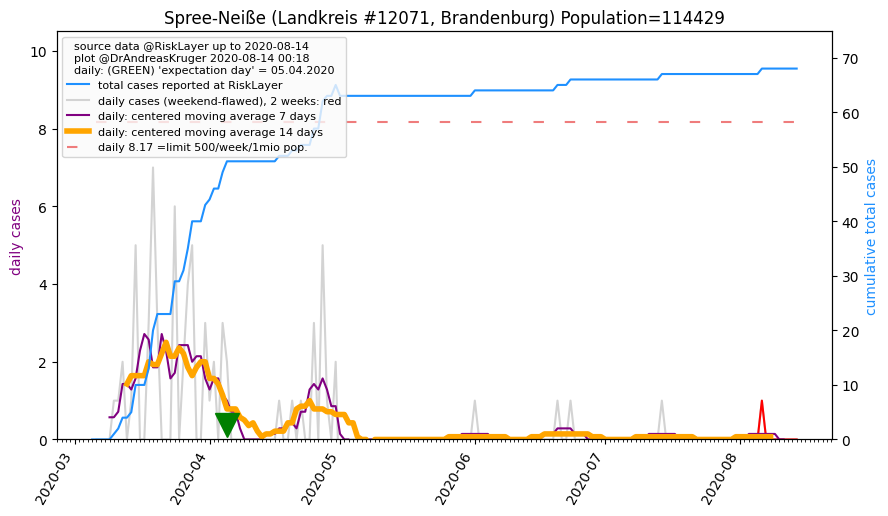 Spree-Neiße (Landkreis #12071, Brandenburg) Population=114429
source data @RiskLayer up to 2020-08-14
plot @DrAndreasKruger 2020-08-14 00:18
daily: (GREEN) 'expectation day' = 05.04.2020
total cases reported at RiskLayer
daily cases (weekend-flawed), 2 weeks: red
daily: centered moving average 7 days
daily: centered moving average 14 days
daily 8.17 =limit 500/week/1mio pop.
daily cases
10
8
6
4
2
0
70
60
50
40
30
20
10
0
cumulative total cases
2020-03
2020-04
2020-05
2020-06
2020-07
2020-08